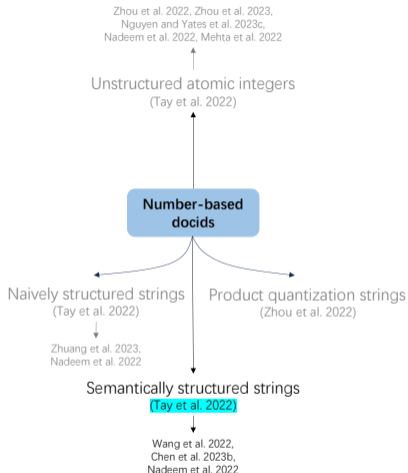 Zhou et al. 2022, Zhou et al. 2023,
Nguyen and Yates et al. 2023c,
Nadeem et al. 2022, Mehta et al. 2022
Unstructured atomic integers
(Tay et al. 2022)
Number-based
docids
Naively structured strings
(Tay et al. 2022)
Product quantization strings
(Zhou et al. 2022)
Zhuang et al. 2023,
Nadeem et al. 2022
Semantically structured strings
(Tay et al. 2022)
Wang et al. 2022,
Chen et al. 2023b,
Nadeem et al. 2022